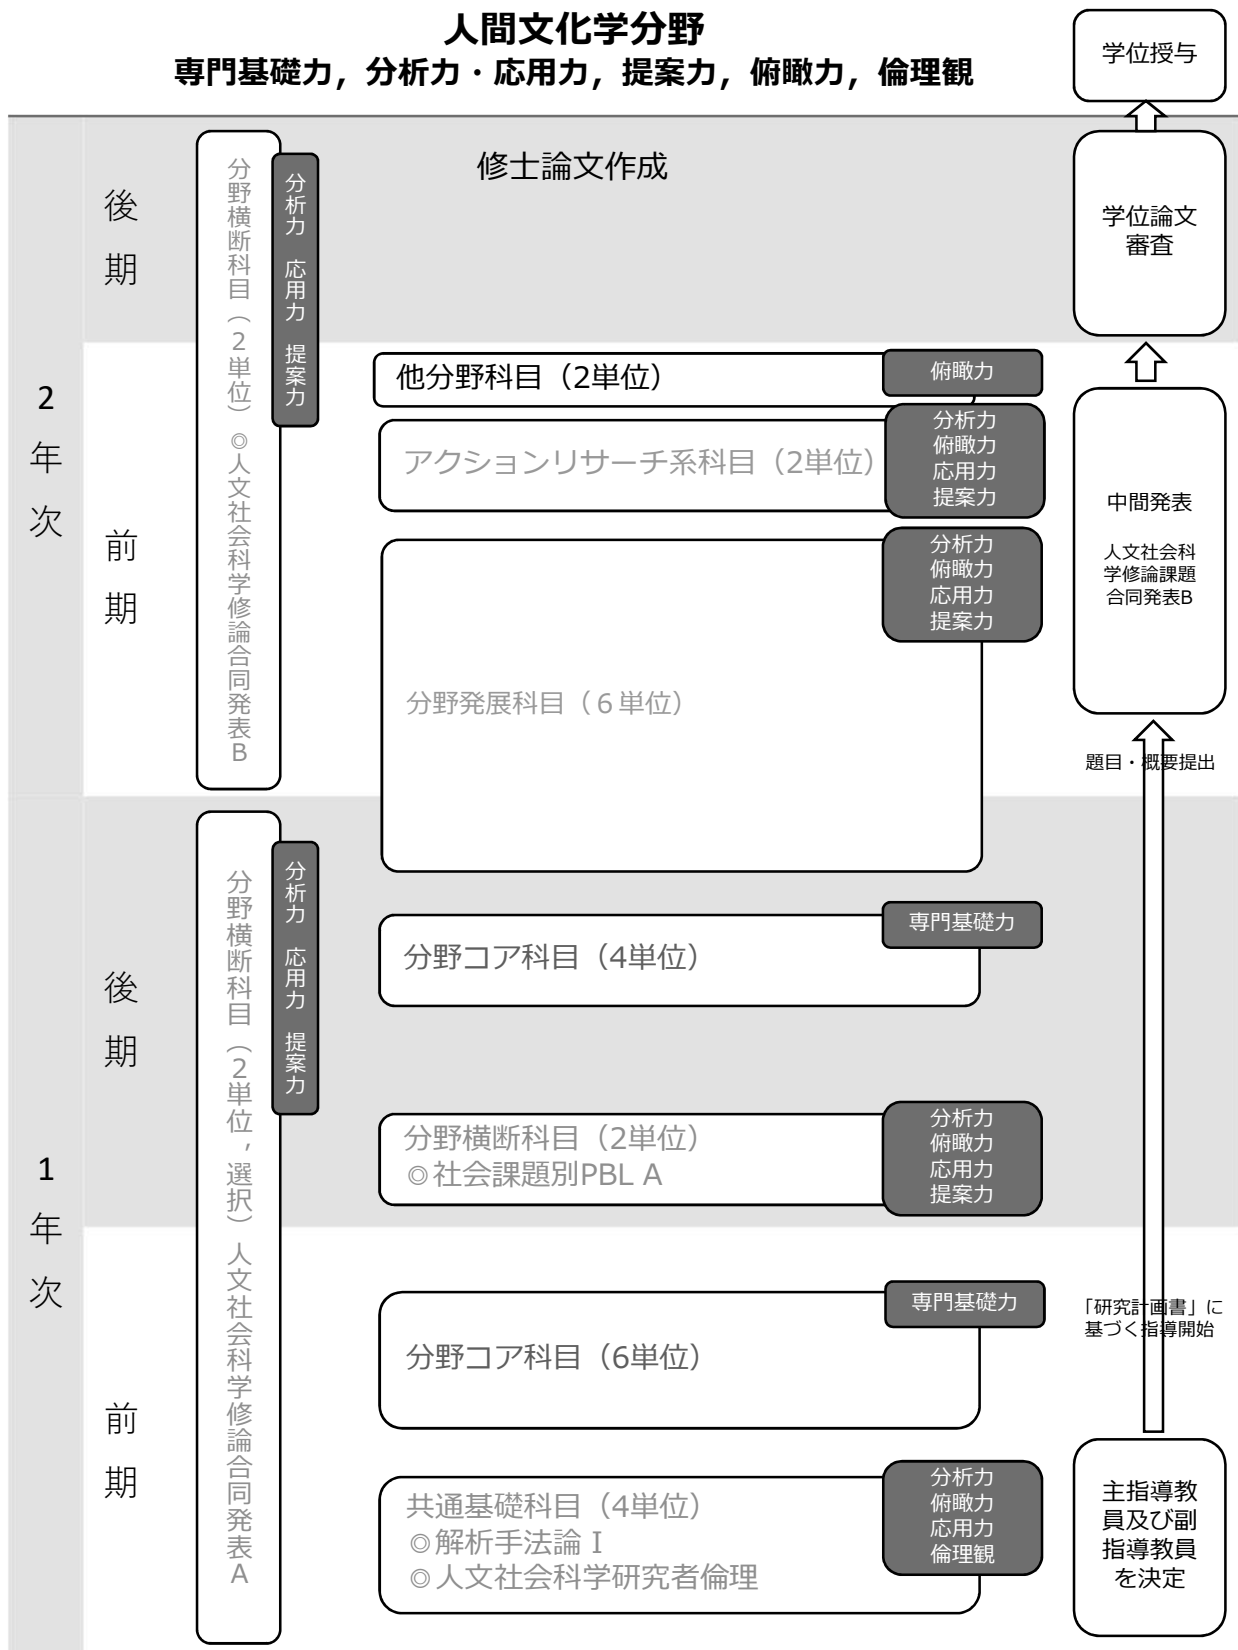 人間文化学分野
専門基礎力，分析力・応用力，提案力，俯瞰力，倫理観
学位授与
2年次
後期
分野横断科目（2単位）◎人文社会科学修論合同発表B
分析力　応用力　提案力
修士論文作成
学位論文
審査
前期
他分野科目（2単位）
俯瞰力
アクションリサーチ系科目（2単位）
分析力
俯瞰力
応用力
提案力
分野発展科目（６単位）
分析力
俯瞰力
応用力
提案力
中間発表
人文社会科
学修論課題
合同発表B
題目・概要提出
1年次
後期
分野横断科目（2単位，選択）人文社会科学修論合同発表A
分析力　応用力　提案力
分野コア科目（4単位）
専門基礎力
分野横断科目（2単位）
◎社会課題別PBL A
分析力
俯瞰力
応用力
提案力
前期
分野コア科目（6単位）
専門基礎力
「研究計画書」に
基づく指導開始
共通基礎科目（4単位）
◎解析手法論Ⅰ
◎人文社会科学研究者倫理
分析力
俯瞰力
応用力
倫理観
主指導教
員及び副
指導教員
を決定